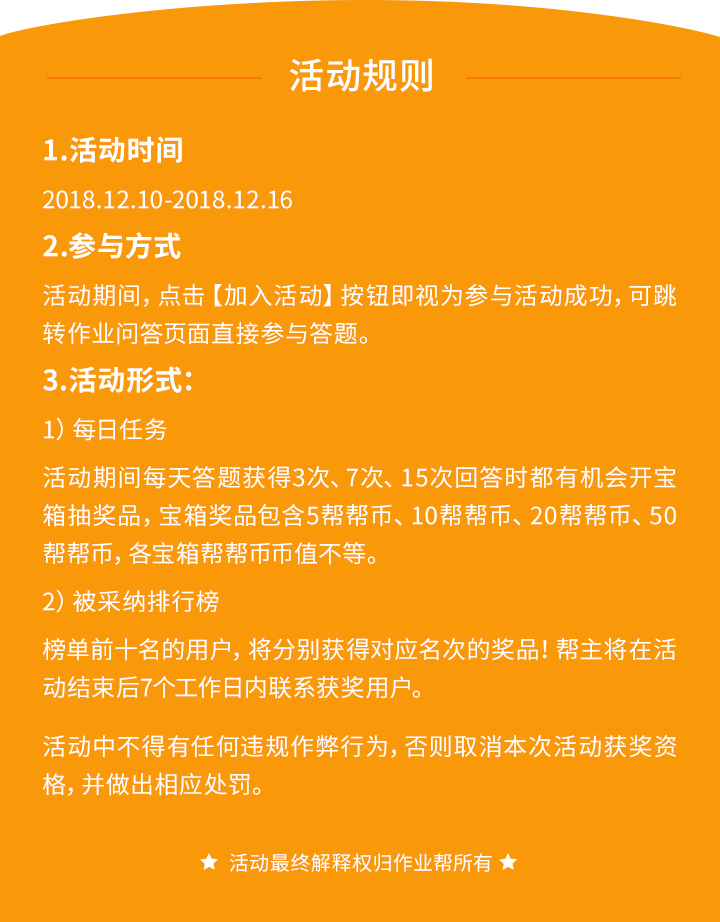 活动规则
1.活动时间
2018.12.10-2018.12.16
2.参与方式
活动期间，点击【加入活动】按钮即视为参与活动成功，可跳
转作业问答页面直接参与答题。
3.活动形式：
1）每日任务
活动期间每天答题获得3次、7次、15次回答时都有机会开宝
箱抽奖品，宝箱奖品包含5帮帮币、10帮帮币、20帮帮币、50
帮帮币，各宝箱帮帮币币值不等。
2）被采纳排行榜
榜单前十名的用户，将分别获得对应名次的奖品！帮主将在活
动结束后7个工作日内联系获奖用户。
活动中不得有任何违规作弊行为，否则取消本次活动获奖资
格，并做出相应处罚。
★ 活动最终解释权归作业帮所有 ★